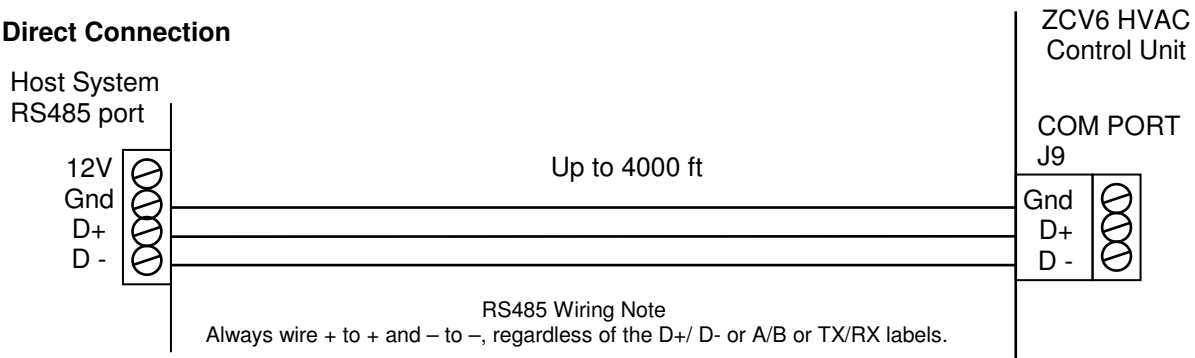 Direct Connection
ZCV6 HVAC
Control Unit
Host System
RS485 port
COM PORT
J9
12V
Gnd
D+
D -
Up to 4000 ft
Gnd
D+
D -
RS485 Wiring Note
Always wire + to + and – to –, regardless of the D+/ D- or A/B or TX/RX labels.